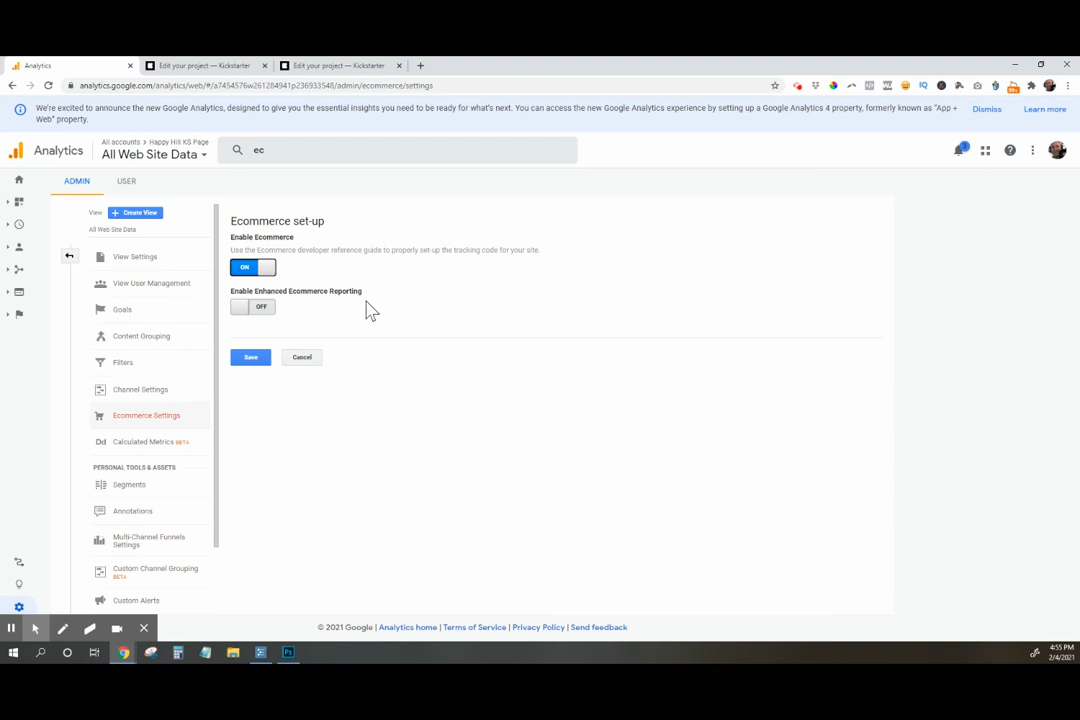 Analytics
Edit your project — Kickstarter
Edit your project — Kickstarter
analytics.google.com/analytics/web/#/a7454576w261284941p236933548/admin/ecommerce/settings
We're excited to announce the new Google Analytics, designed to give you the essential insights you need to be ready for what's next. You can access the new Google Analytics experience by setting up a Google Analytics 4 property, formerly known as "App +
Web" property.
Dismiss
Learn more
Analytics
All accounts > Happy Hill KS Page
All Web Site Data
ec
ADMIN
USER
View
+ Create View
All Web Site Data
View Settings
View User Management
Goals
Content Grouping
Filters
Channel Settings
Ecommerce Settings
Dd Calculated Metrics BETA
PERSONAL TOOLS & ASSETS
Segments
Annotations
Multi-Channel Funnels
Settings
Custom Channel Grouping
BETA
Custom Alerts
Ecommerce set-up
Enable Ecommerce
Use the Ecommerce developer reference guide to properly set-up the tracking code for your site.
ON
Enable Enhanced Ecommerce Reporting
OFF
Save
Cancel
© 2021 Google | Analytics home | Terms of Service | Privacy Policy | Send feedback
4:55 PM
2/4/2021